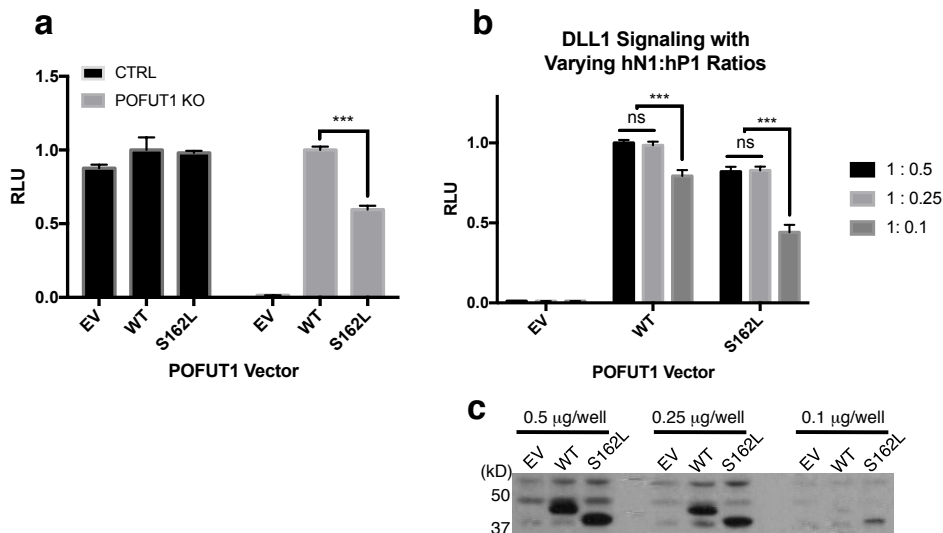 a
1.5
1.0
0.5
0.0
RLU
CTRL
POFUT1 KO
***
EV
WT
S162L
EV
WT
S162L
POFUT1 Vector
b
DLL1 Signaling with
Varying hN1:hP1 Ratios
1.0
0.5
0.0
RLU
ns
***
ns
***
EV
WT
S162L
POFUT1 Vector
1 : 0.5
1 : 0.25
1: 0.1
c
0.5 μg/well
0.25 μg/well
0.1 μg/well
EV
WT
S162L
EV
WT
S162L
EV
WT
S162L
(kD)
50
37